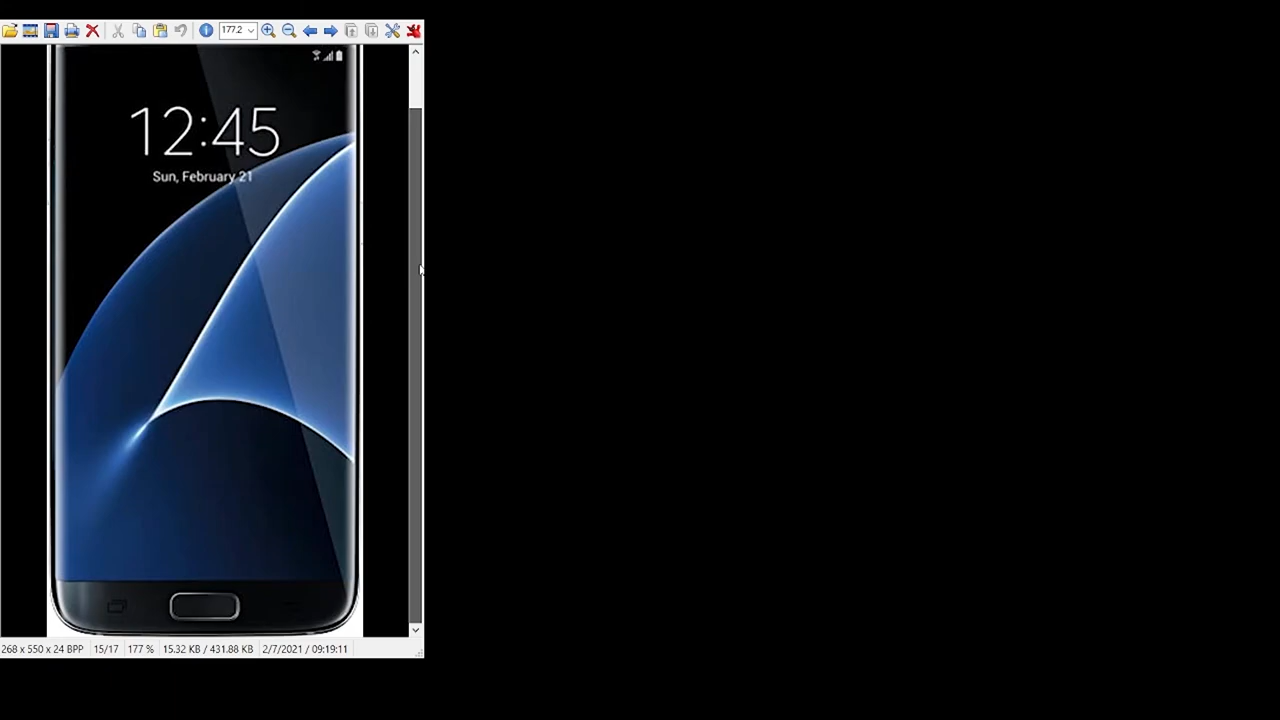 177.2
12:45
Sun, February 21
268 x 550 x 24 BPP 15/17 177 % 15.32 KB / 431.88 KB 2/7/2021 / 09:19:11